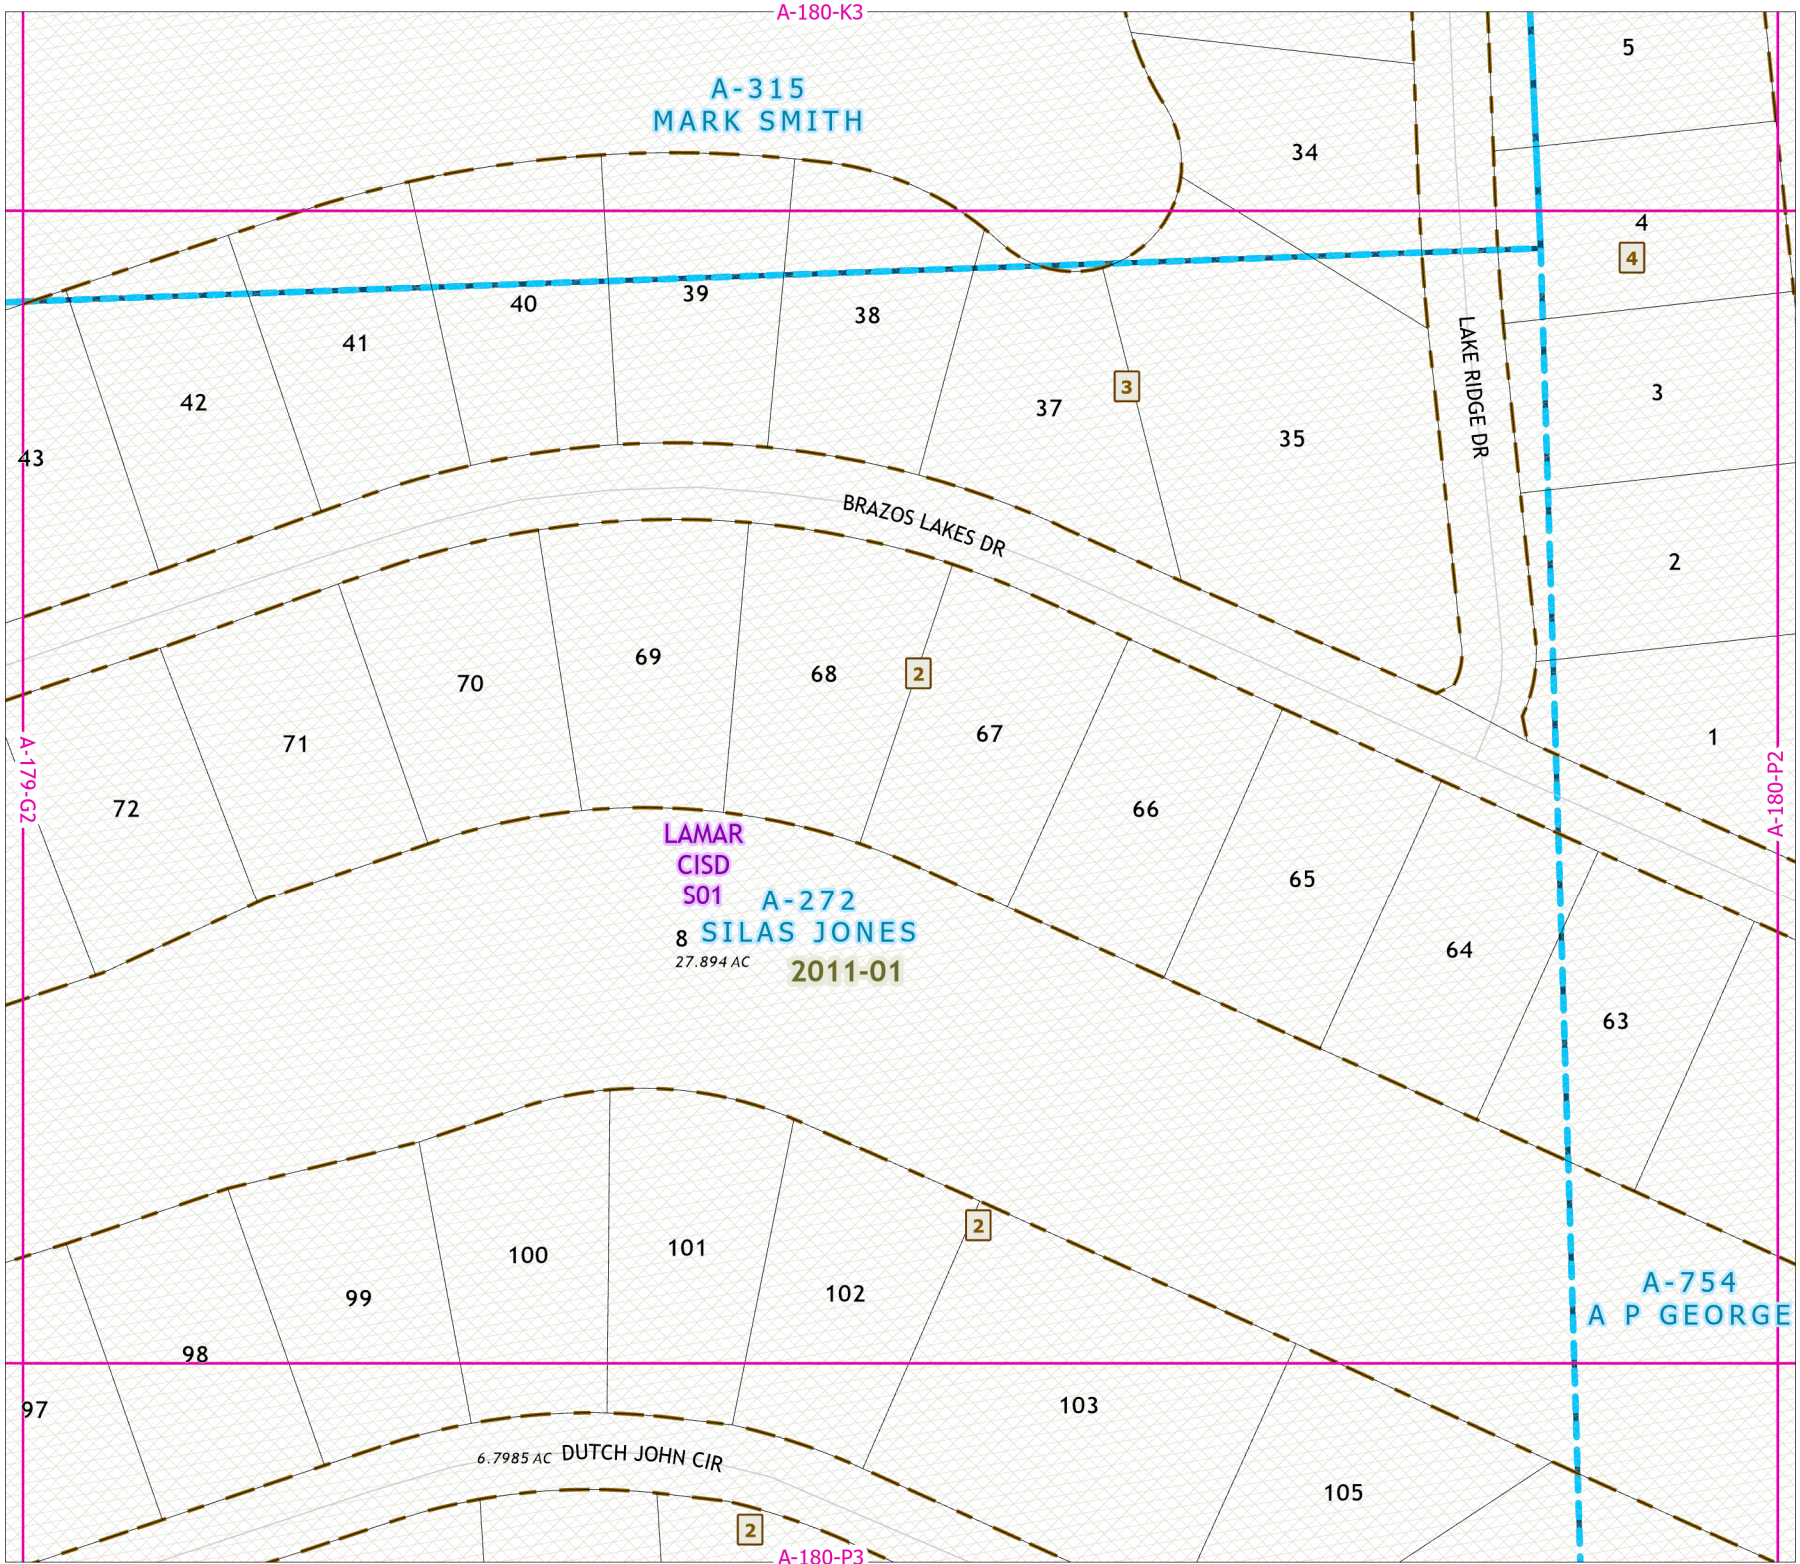 A-180-K3
5
A-315
MARK SMITH
34
4
4
39
40
38
41
3
3
42
37
35
LAKE RIDGE DR
43
BRAZOS LAKES DR
2
69
68
2
70
67
1
71
A-179-G2
A-180-P2
72
66
LAMAR
CISD
S01
65
A-272
SILAS JONES
8
27.894 AC
2011-01
64
63
2
101
100
102
99
A-754
A P GEORGE
98
97
103
6.7985 AC
DUTCH JOHN CIR
105
2
A-180-P3